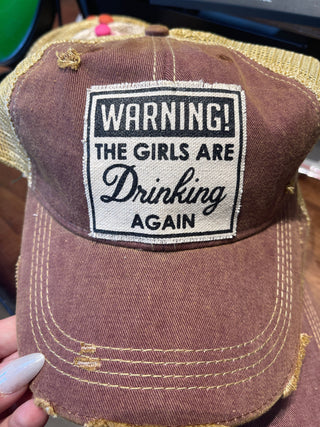 WARNING!
THE GIRLS ARE
Drinking
AGAIN